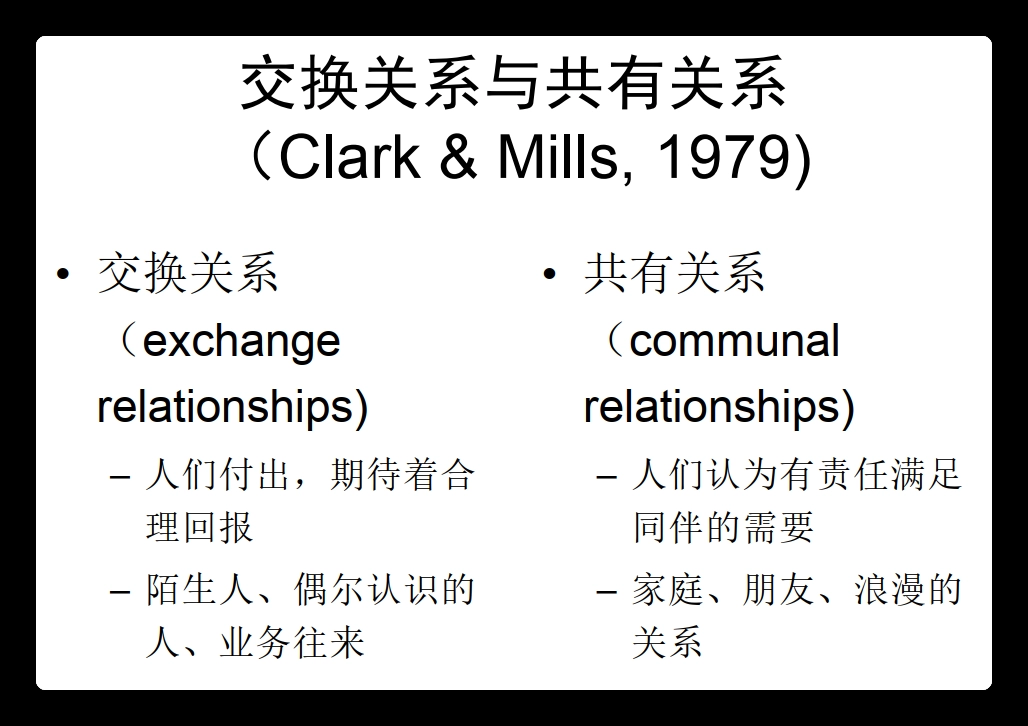 交换关系与共有关系
（Clark & Mills, 1979)
• 交换关系
（exchange
relationships)
– 人们付出，期待着合
理回报
– 陌生人、偶尔认识的
人、业务往来
• 共有关系
（communal
relationships)
– 人们认为有责任满足
同伴的需要
– 家庭、朋友、浪漫的
关系